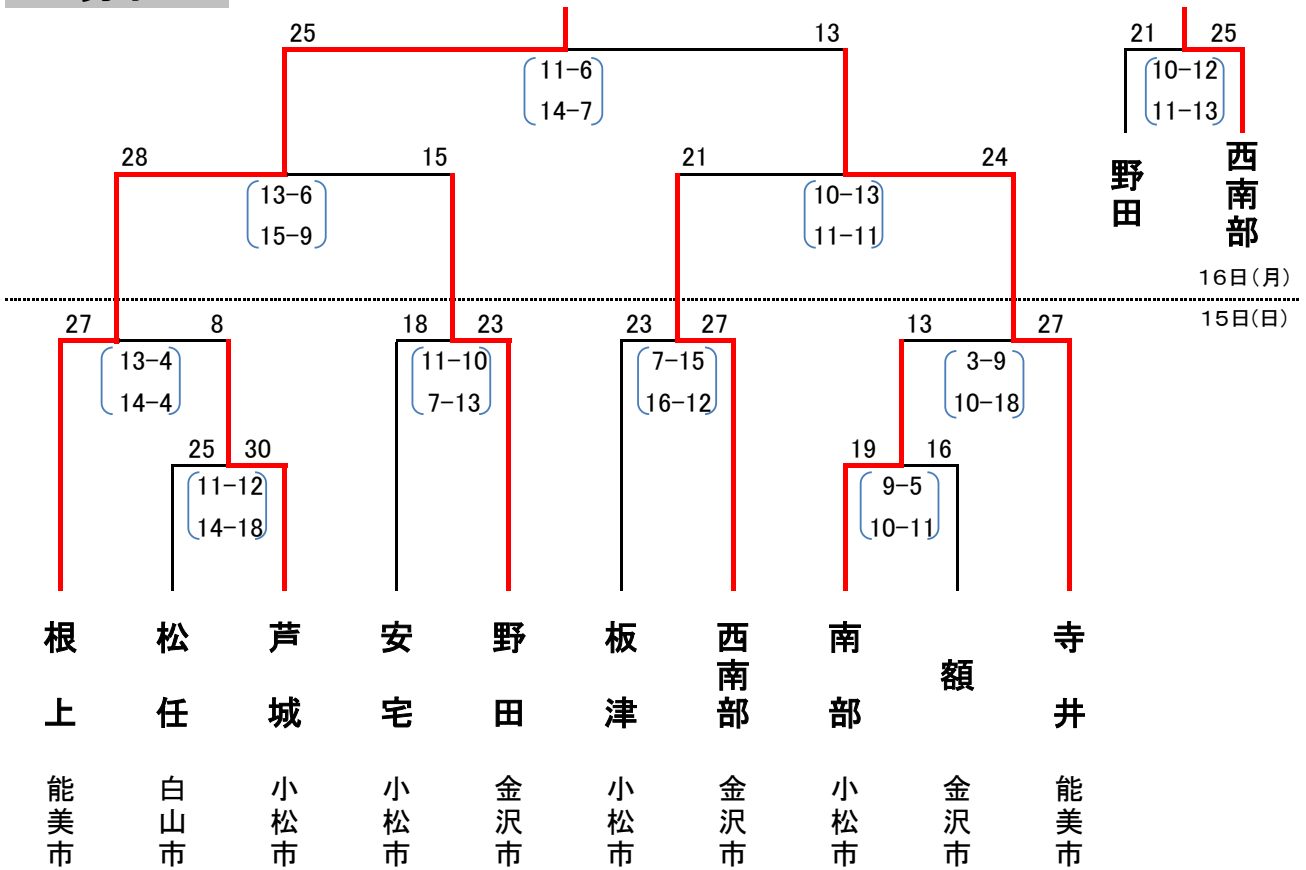 25 13 21 25
11-6 10-12
14-7 11-13
28 15 21 24
13-6 10-13
15-9 11-11
野田
西南部
16日(月)
15日(日)
27 8 18 23 23 27 13 27
13-4 11-10 7-15 3-9
14-4 7-13 16-12 10-18
25 30 19 16
11-12 9-5
14-18 10-11
根上
松任
芦城
安宅
野田
板津
西南部
南部
額
寺井
能美市
白山市
小松市
小松市
金沢市
小松市
金沢市
小松市
金沢市
能美市